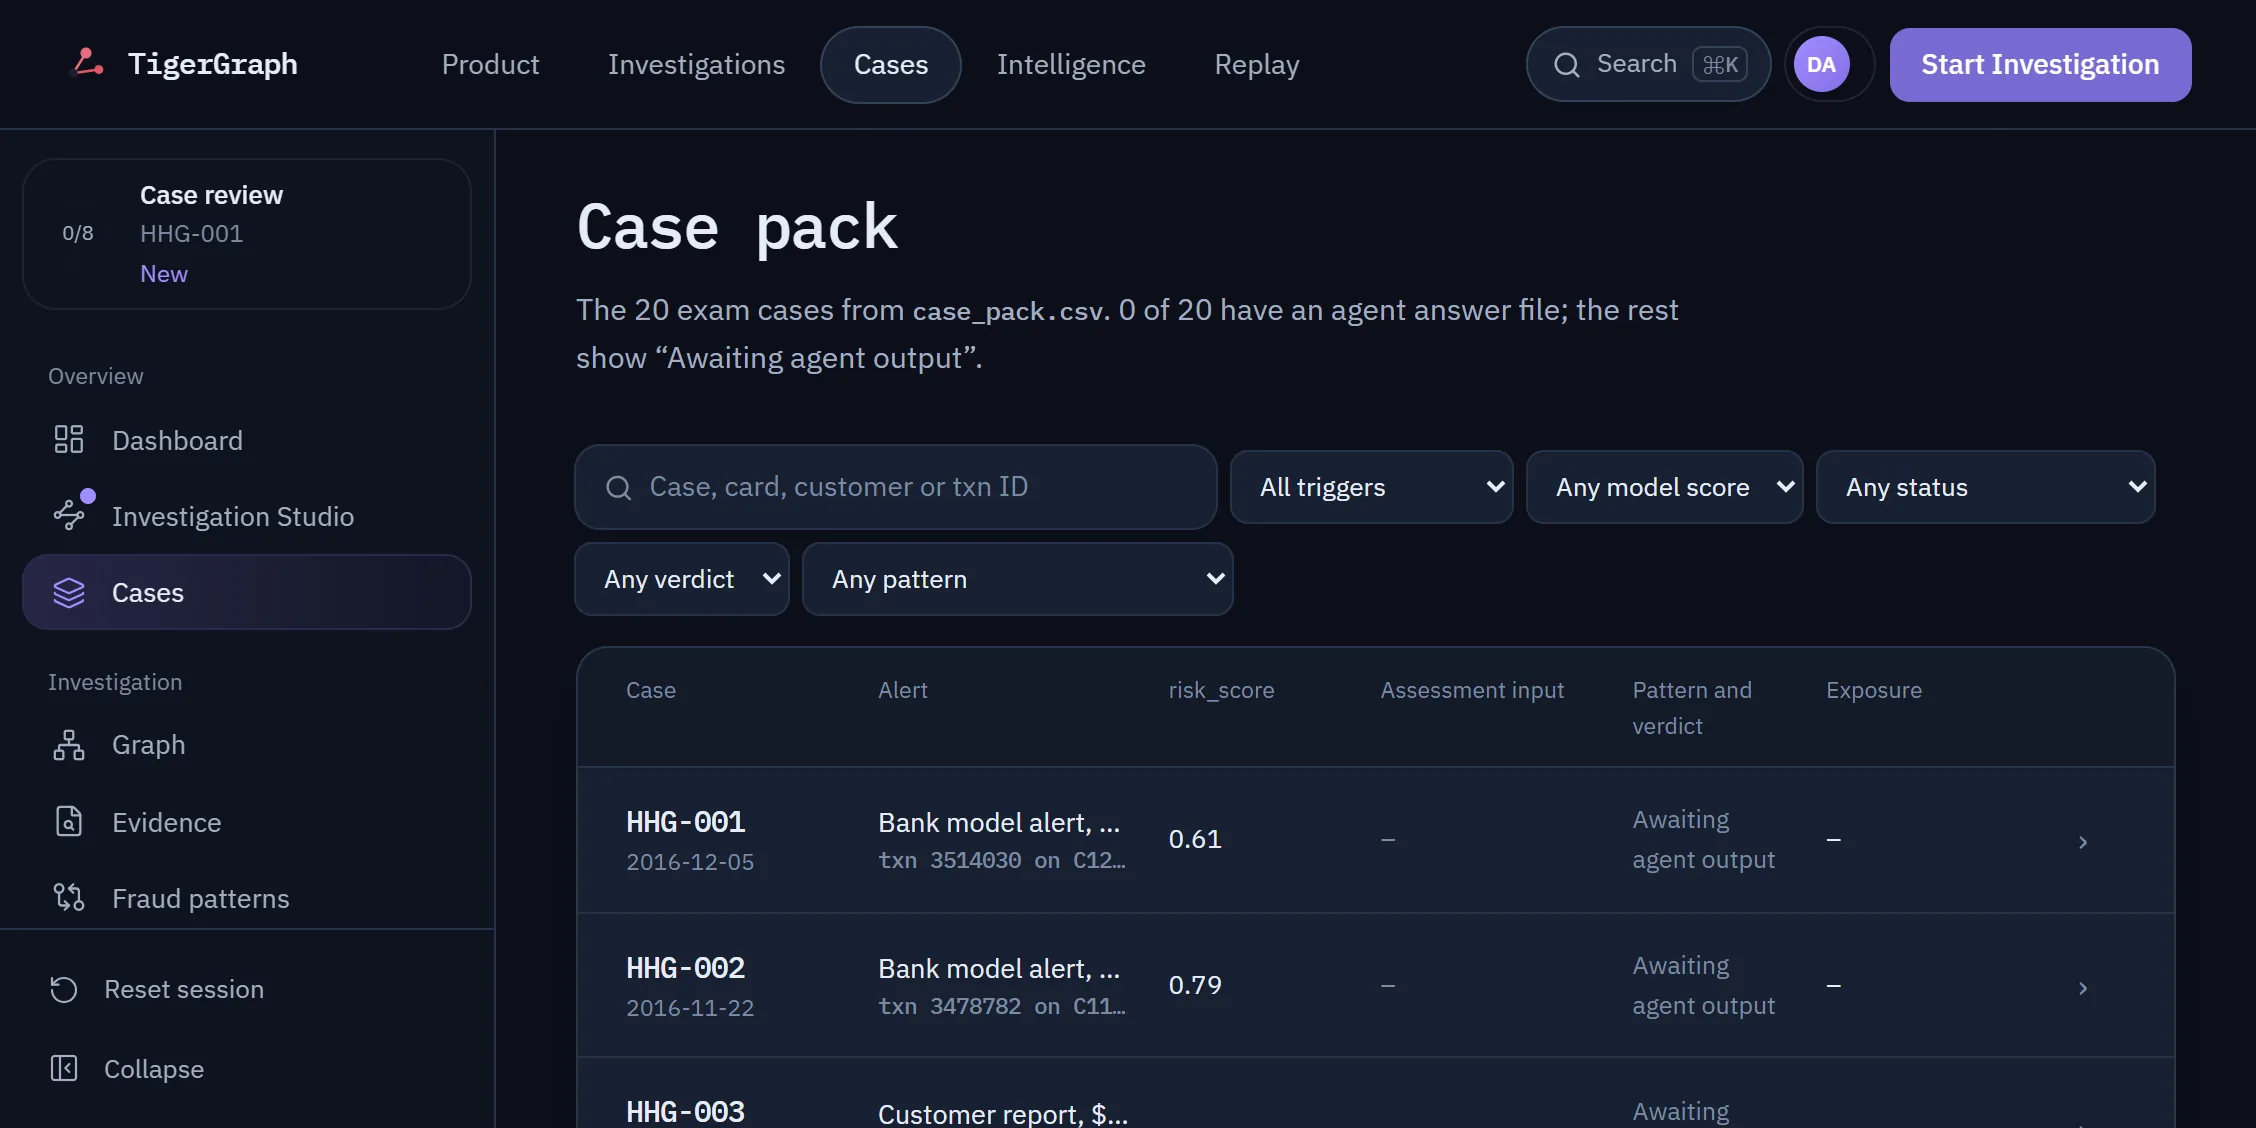 TigerGraph
Product
Investigations
Cases
Intelligence
Replay
Search
⌘K
DA
Start Investigation
0/8
Case review
HHG-001
New
Overview
Dashboard
Investigation Studio
Cases
Investigation
Graph
Evidence
Fraud patterns
Reset session
Collapse
Case pack
The 20 exam cases from case_pack.csv. 0 of 20 have an agent answer file; the rest
show “Awaiting agent output”.
Case, card, customer or txn ID
All triggers
Any model score
Any status
Any verdict
Any pattern
Case
Alert
risk_score
Assessment input
Pattern and
verdict
Exposure
HHG-001
2016-12-05
Bank model alert, ...
txn 3514030 on C12…
0.61
–
Awaiting
agent output
–
HHG-002
2016-11-22
Bank model alert, ...
txn 3478782 on C11…
0.79
–
Awaiting
agent output
–
HHG-003
Customer report, $...
Awaiting